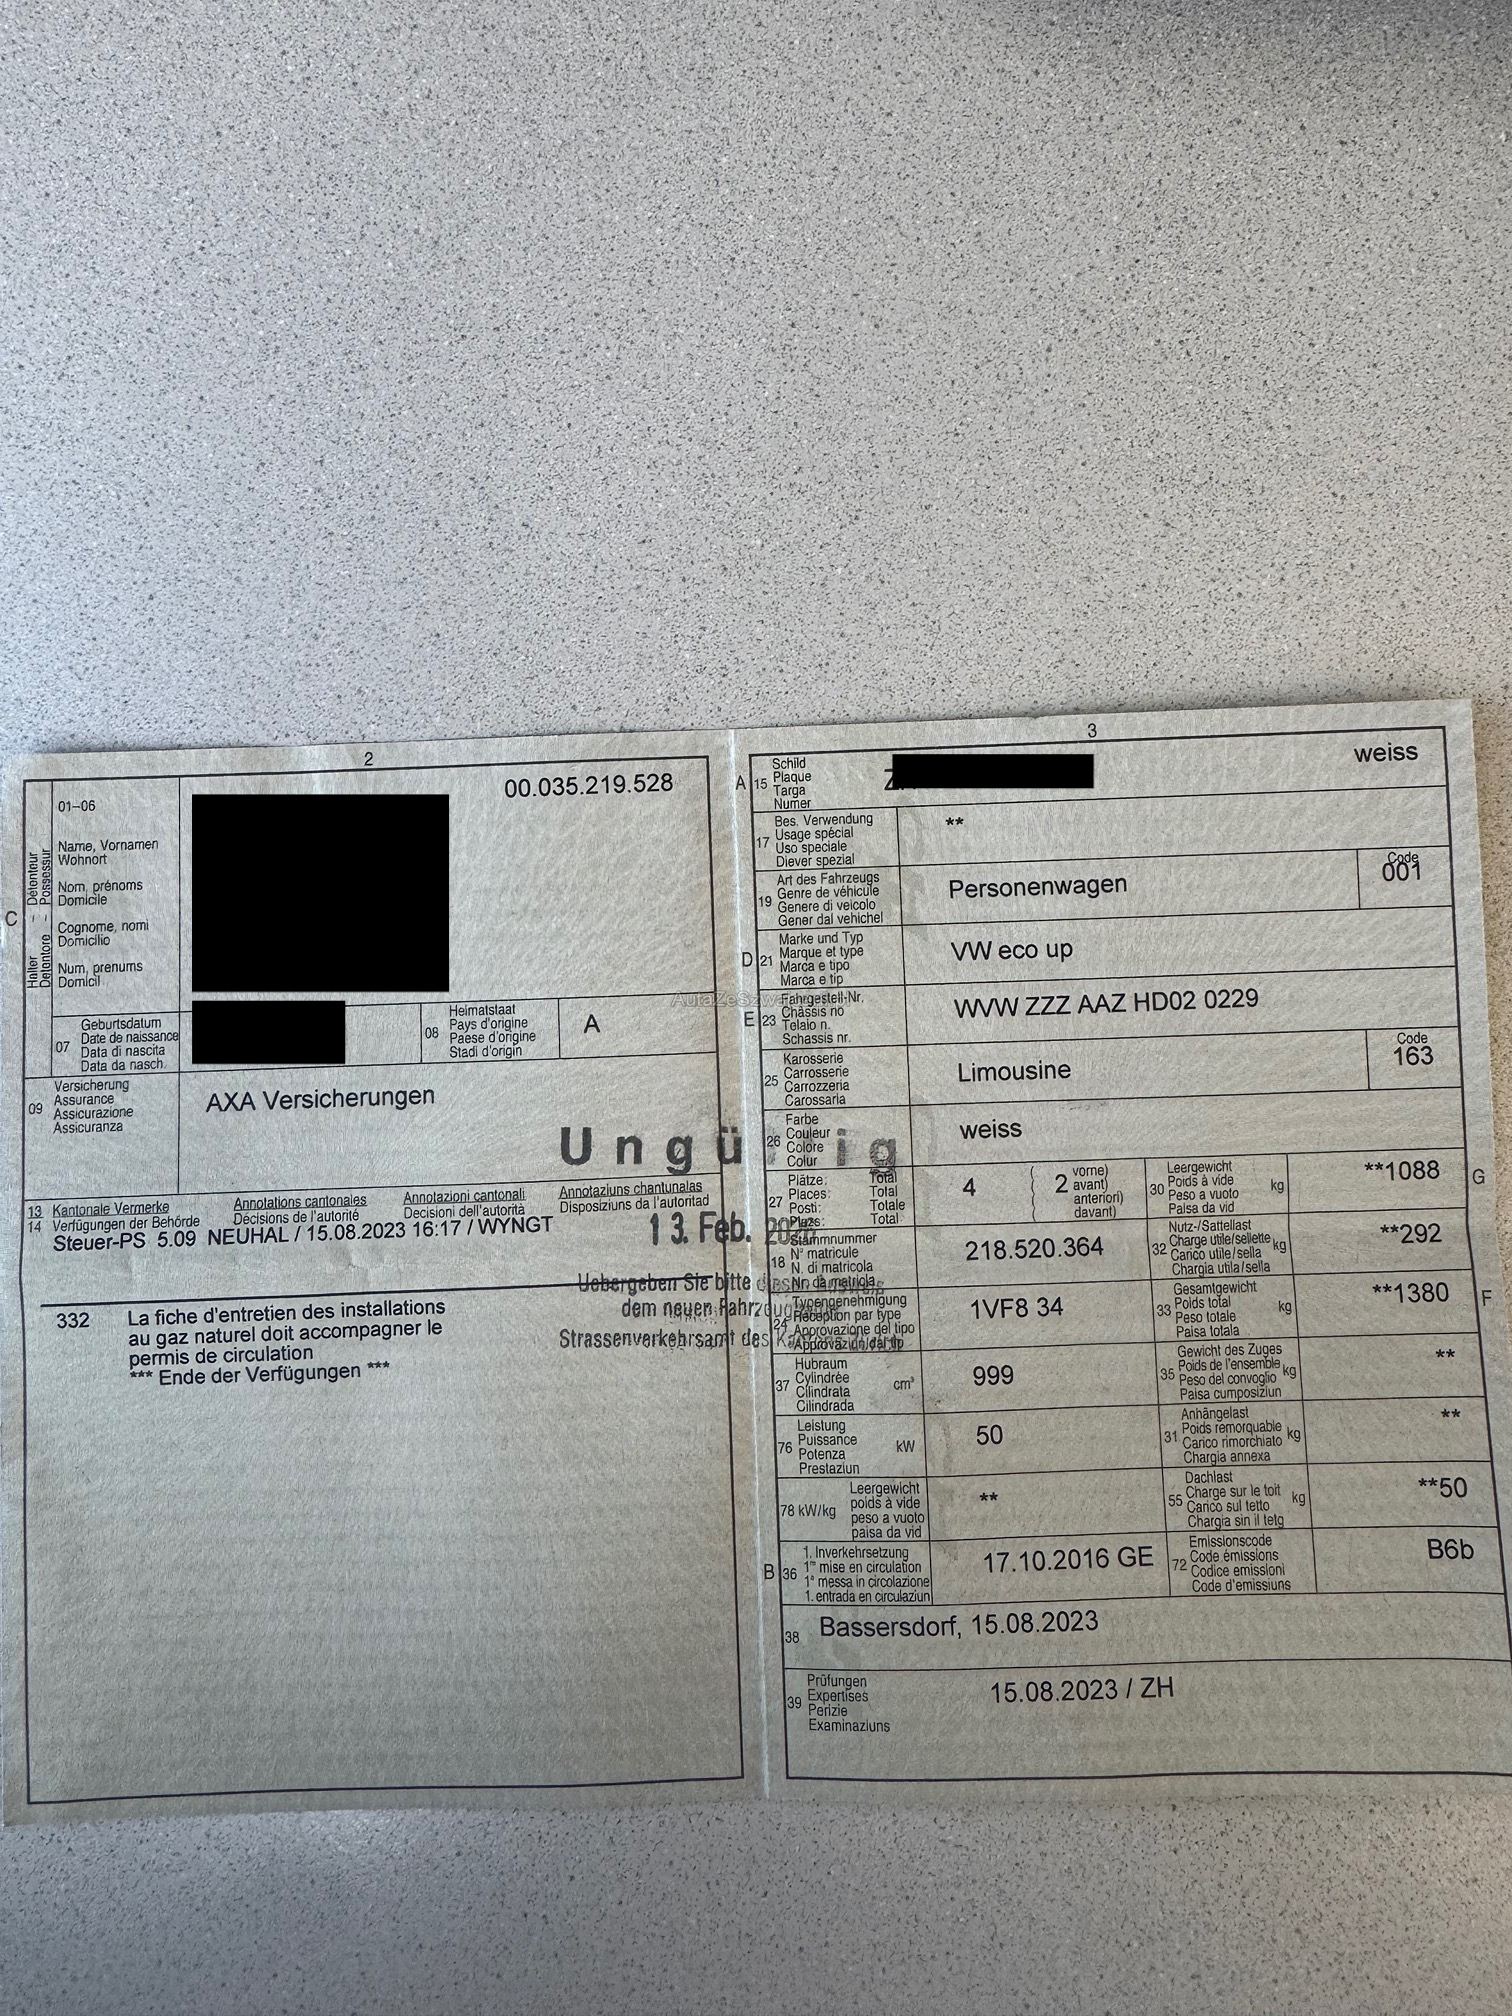 2
00.035.219.528
C
Halter – Détenteur
Detentore – Possessur
01–06
Name, Vornamen
Wohnort
Nom, prénoms
Domicile
Cognome, nomi
Domicilio
Num, prenums
Domicil
07
Geburtsdatum
Date de naissance
Data di nascita
Data da nasch.
08
Heimatstaat
Pays d'origine
Paese d'origine
Stadi d'origin
A
09
Versicherung
Assurance
Assicurazione
Assicuranza
AXA Versicherungen
13 Kantonale Vermerke Annotations cantonales Annotazioni cantonali Annotaziuns chantunalas
14 Verfügungen der Behörde Décisions de l'autorité Decisioni dell'autorità Disposiziuns da l'autoritad
Steuer-PS 5.09 NEUHAL / 15.08.2023 16:17 / WYNGT
332 La fiche d'entretien des installations
au gaz naturel doit accompagner le
permis de circulation
*** Ende der Verfügungen ***
13. Feb.
Uebergeben Sie bitte
dem neuen
Strassenverkehrsamt des
3
A 15
Schild
Plaque
Targa
Numer
weiss
17
Bes. Verwendung
Usage spécial
Uso speciale
Diever spezial
**
19
Art des Fahrzeugs
Genre de véhicule
Genere di veicolo
Gener dal vehichel
Personenwagen
Code
001
D 21
Marke und Typ
Marque et type
Marca e tipo
Marca e tip
VW eco up
E 23
Fahrgestell-Nr.
Châssis no
Telaio n.
Schassis nr.
WVW ZZZ AAZ HD02 0229
25
Karosserie
Carrosserie
Carrozzeria
Carossaria
Limousine
Code
163
26
Farbe
Couleur
Colore
Colur
weiss
27
Plätze: Total
Places: Total
Posti: Totale
Plazs: Total
4
( 2 vorne)
avant)
anteriori)
davant)
30
Leergewicht
Poids à vide
Peso a vuoto
Paisa da vid
kg
**1088
G
18
Stammnummer
N° matricule
N. di matricola
Nr. da matricla
218.520.364
32
Nutz-/Sattellast
Charge utile/sellette
Carico utile/sella
Chargia utila/sella
kg
**292
24
Typengenehmigung
Réception par type
Approvazione del tipo
Approvaziun dal tip
1VF8 34
33
Gesamtgewicht
Poids total
Peso totale
Paisa totala
kg
**1380
F
37
Hubraum
Cylindrée
Cilindrata
Cilindrada
cm³
999
35
Gewicht des Zuges
Poids de l'ensemble
Peso del convoglio
Paisa cumposiziun
kg
**
76
Leistung
Puissance
Potenza
Prestaziun
kW
50
31
Anhängelast
Poids remorquable
Carico rimorchiato
Chargia annexa
kg
**
78 kW/kg
Leergewicht
poids à vide
peso a vuoto
paisa da vid
**
55
Dachlast
Charge sur le toit
Carico sul tetto
Chargia sin il tetg
kg
**50
B 36
1. Inverkehrsetzung
1re mise en circulation
1a messa in circolazione
1. entrada en circulaziun
17.10.2016 GE
72
Emissionscode
Code émissions
Codice emissioni
Code d'emissiuns
B6b
38
Bassersdorf, 15.08.2023
39
Prüfungen
Expertises
Perizie
Examinaziuns
15.08.2023 / ZH